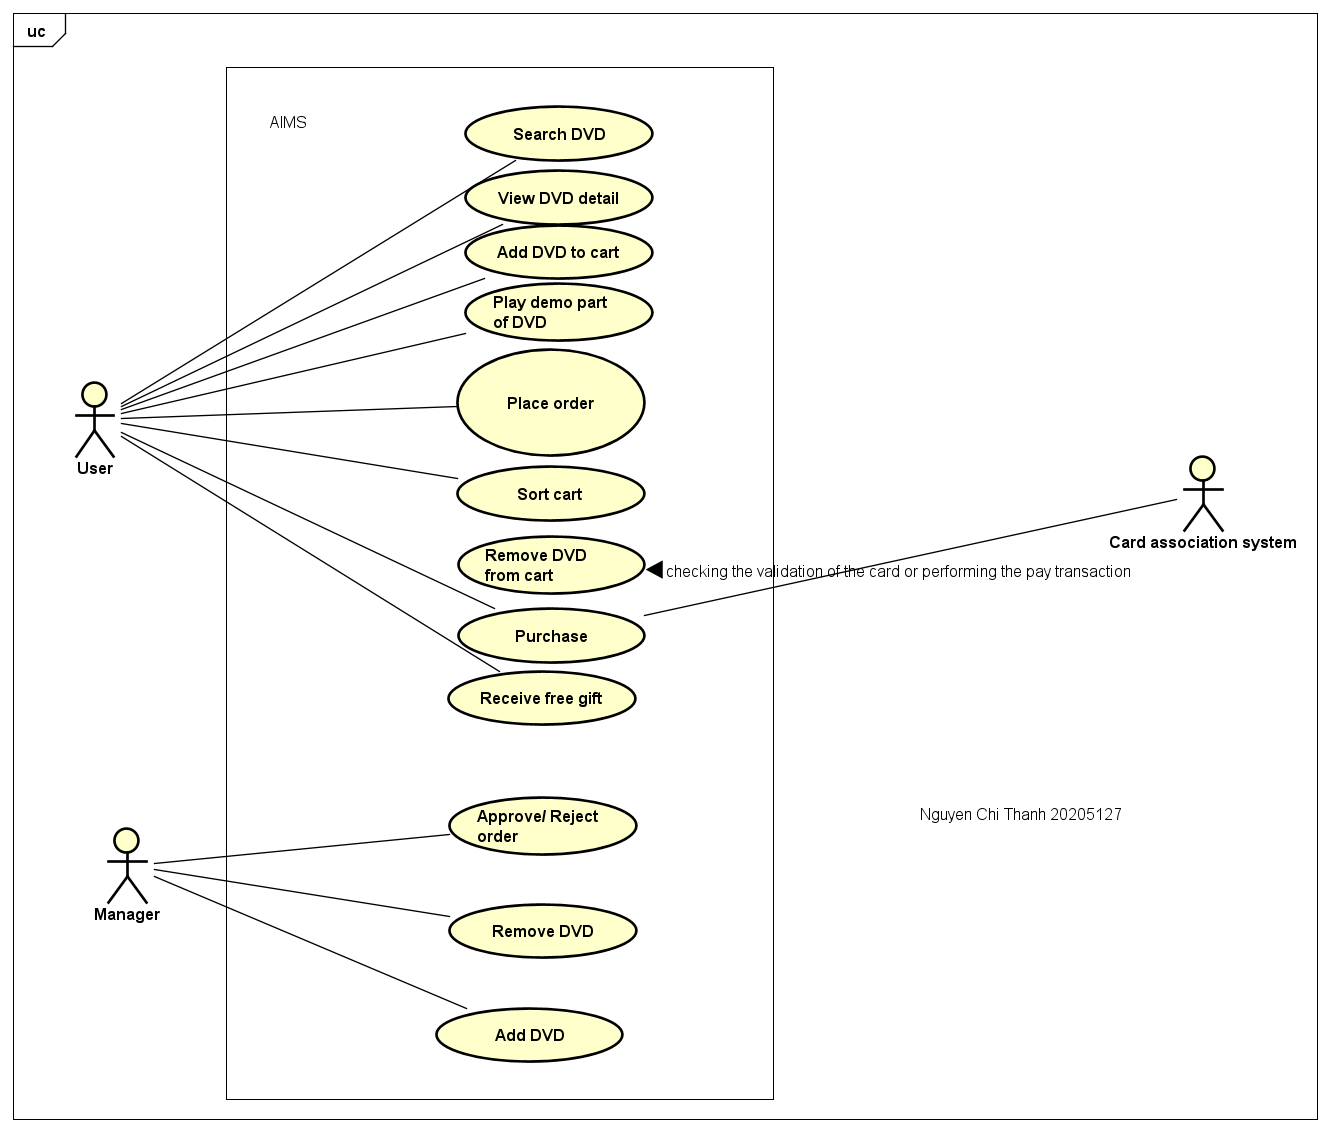 uc
AIMS
Search DVD
View DVD detail
Add DVD to cart
Play demo part
of DVD
Place order
User
Sort cart
Card association system
Remove DVD
from cart
checking the validation of the card or performing the pay transaction
Purchase
Receive free gift
Approve/ Reject
order
Nguyen Chi Thanh 20205127
Manager
Remove DVD
Add DVD